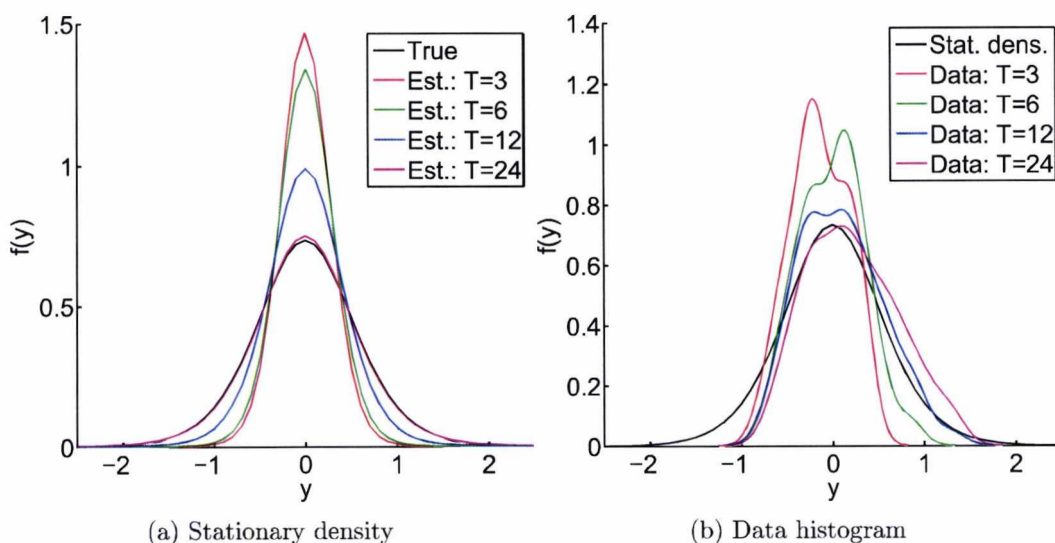 1.5
1
0.5
0
f(y)
−2
−1
0
1
2
y
True
Est.: T=3
Est.: T=6
Est.: T=12
Est.: T=24
(a) Stationary density
1.4
1.2
1
0.8
0.6
0.4
0.2
0
f(y)
−2
−1
0
1
2
y
Stat. dens.
Data: T=3
Data: T=6
Data: T=12
Data: T=24
(b) Data histogram